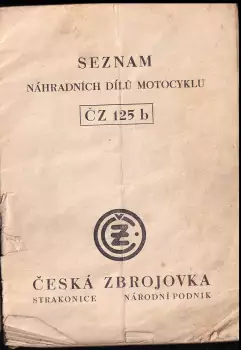 SEZNAM
NÁHRADNÍCH DÍLŮ MOTOCYKLU
ČZ 125 b
ČZ
ČESKÁ ZBROJOVKA
STRAKONICE NÁRODNÍ PODNIK